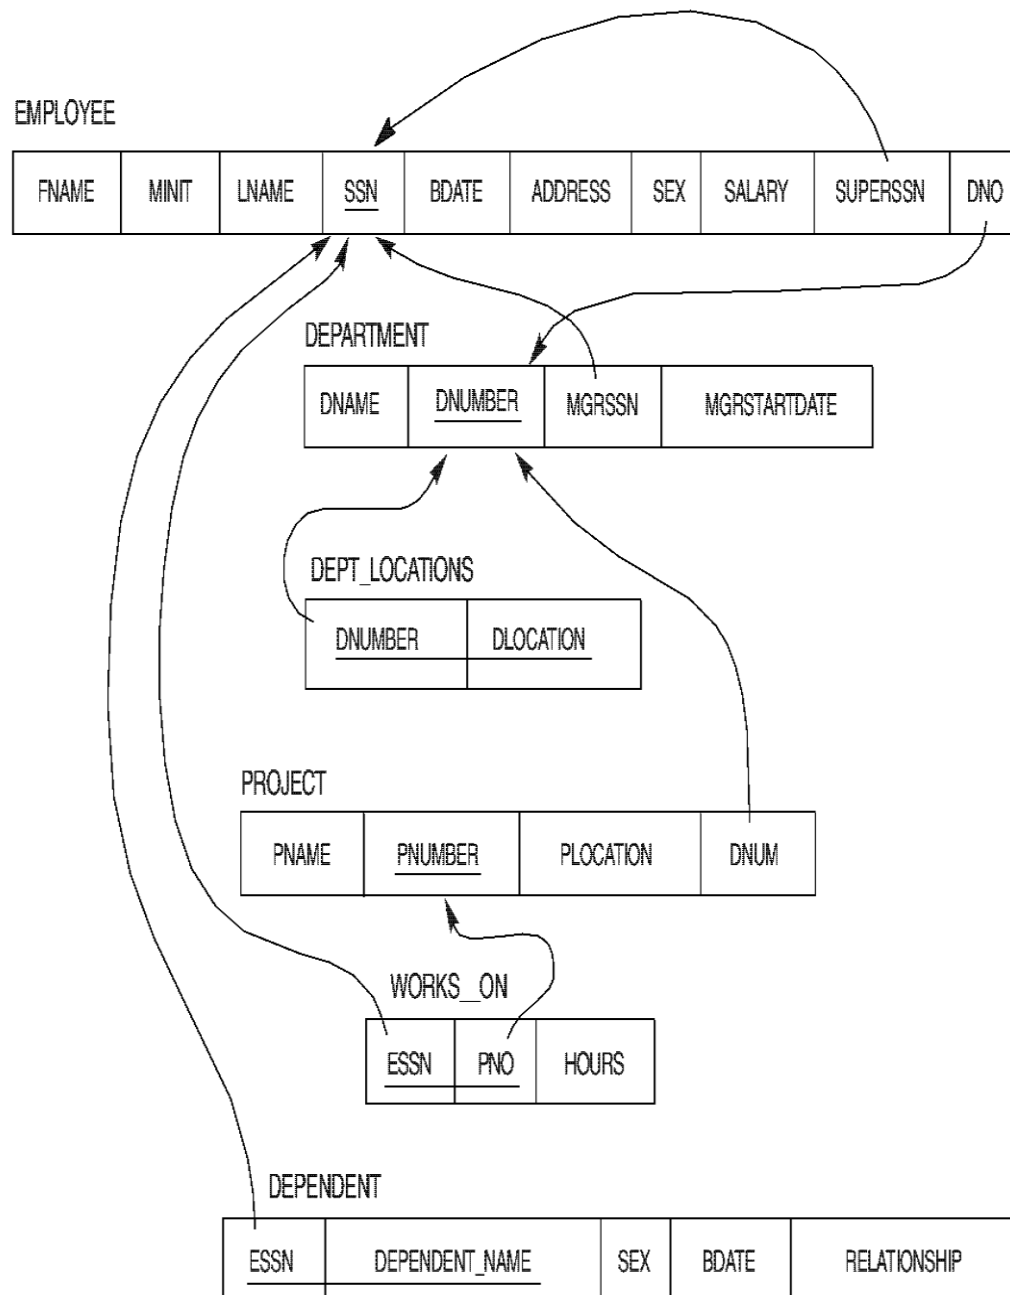 EMPLOYEE
FNAME MINIT LNAME SSN BDATE ADDRESS SEX SALARY SUPERSSN DNO
DEPARTMENT
DNAME DNUMBER MGRSSN MGRSTARTDATE
DEPT_LOCATIONS
DNUMBER DLOCATION
PROJECT
PNAME PNUMBER PLOCATION DNUM
WORKS_ON
ESSN PNO HOURS
DEPENDENT
ESSN DEPENDENT_NAME SEX BDATE RELATIONSHIP